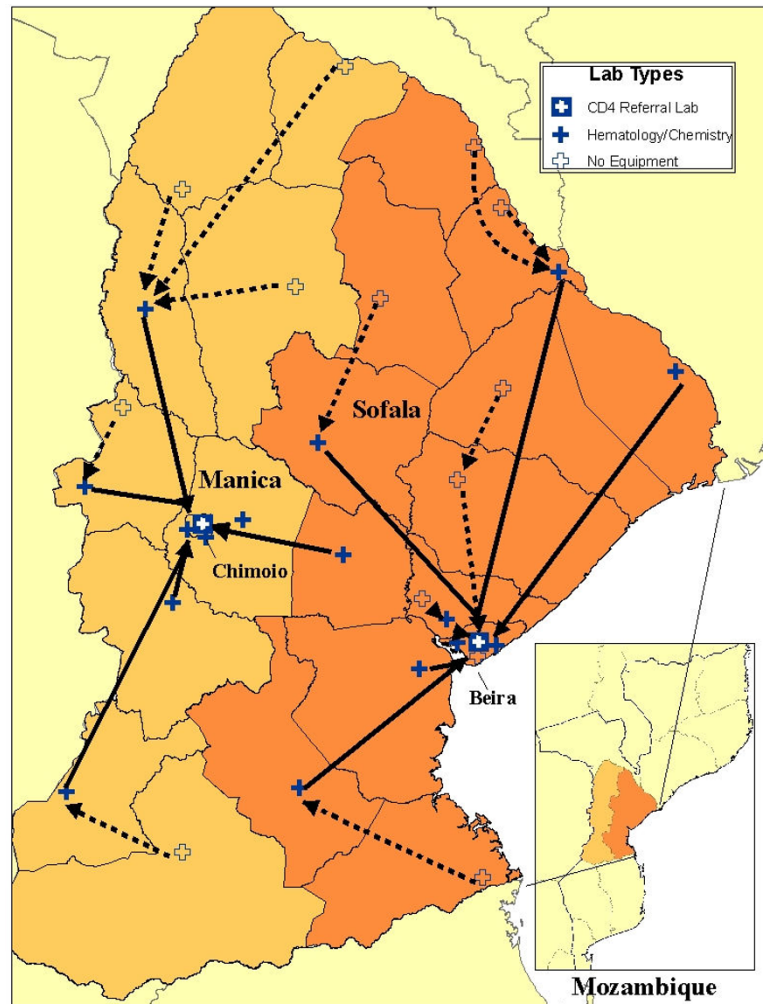 Lab Types
CD4 Referral Lab
Hematology/Chemistry
No Equipment
Sofala
Manica
Chimoio
Beira
Mozambique